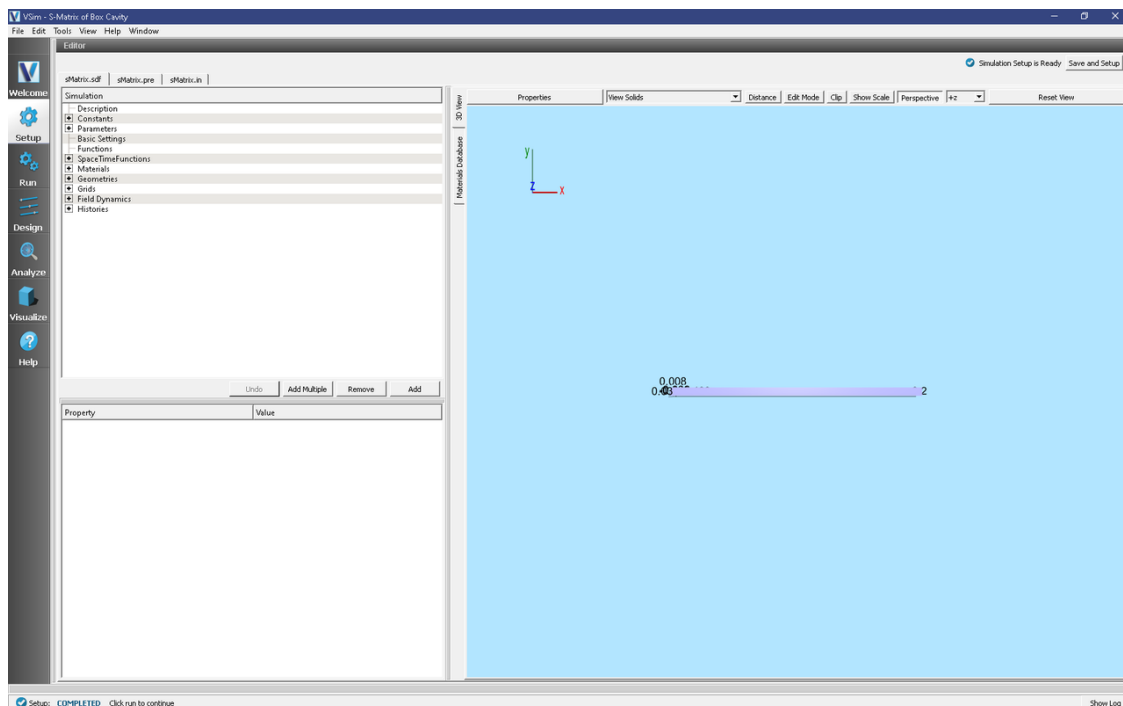 VSim - S-Matrix of Box Cavity
File Edit Tools View Help Window
Editor
Simulation Setup is Ready Save and Setup
sMatrix.sdf sMatrix.pre sMatrix.in
Welcome
Setup
Run
Design
Analyze
Visualize
Help
Simulation
Description
Constants
Parameters
Basic Settings
Functions
SpaceTimeFunctions
Materials
Geometries
Grids
Field Dynamics
Histories
Undo Add Multiple Remove Add
Property Value
3D View
Materials Database
Properties View Solids Distance Edit Mode Clip Show Scale Perspective +z Reset View
y
z x
0.008
2
Setup: COMPLETED Click run to continue
Show Log